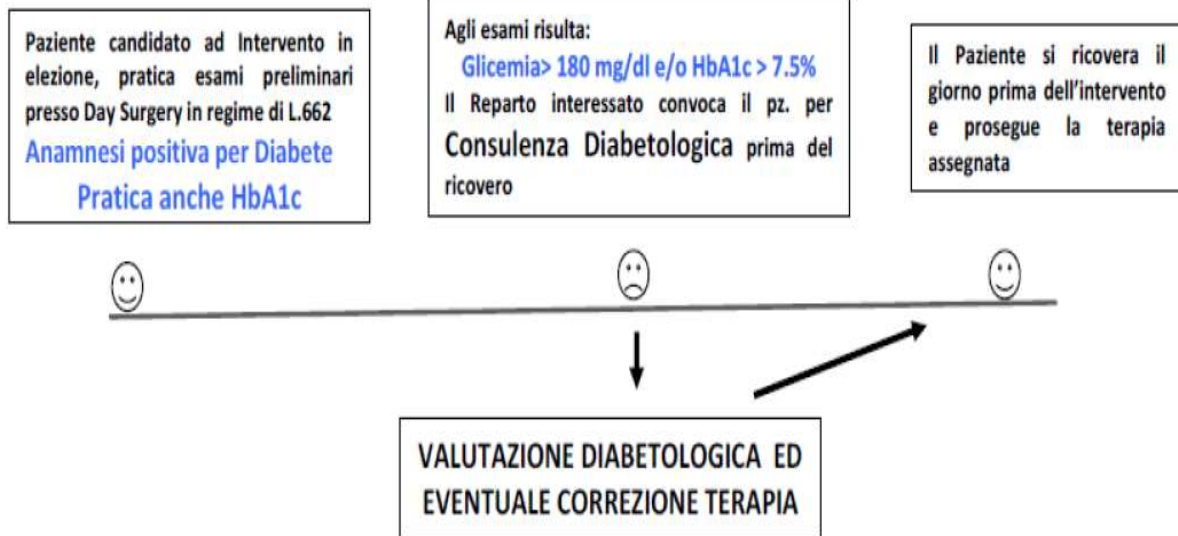 Paziente candidato ad Intervento in
elezione, pratica esami preliminari
presso Day Surgery in regime di L.662
Anamnesi positiva per Diabete
Pratica anche HbA1c
Agli esami risulta:
Glicemia> 180 mg/dl e/o HbA1c > 7.5%
Il Reparto interessato convoca il pz. per
Consulenza Diabetologica prima del
ricovero
Il Paziente si ricovera il
giorno prima dell'intervento
e prosegue la terapia
assegnata
VALUTAZIONE DIABETOLOGICA ED
EVENTUALE CORREZIONE TERAPIA